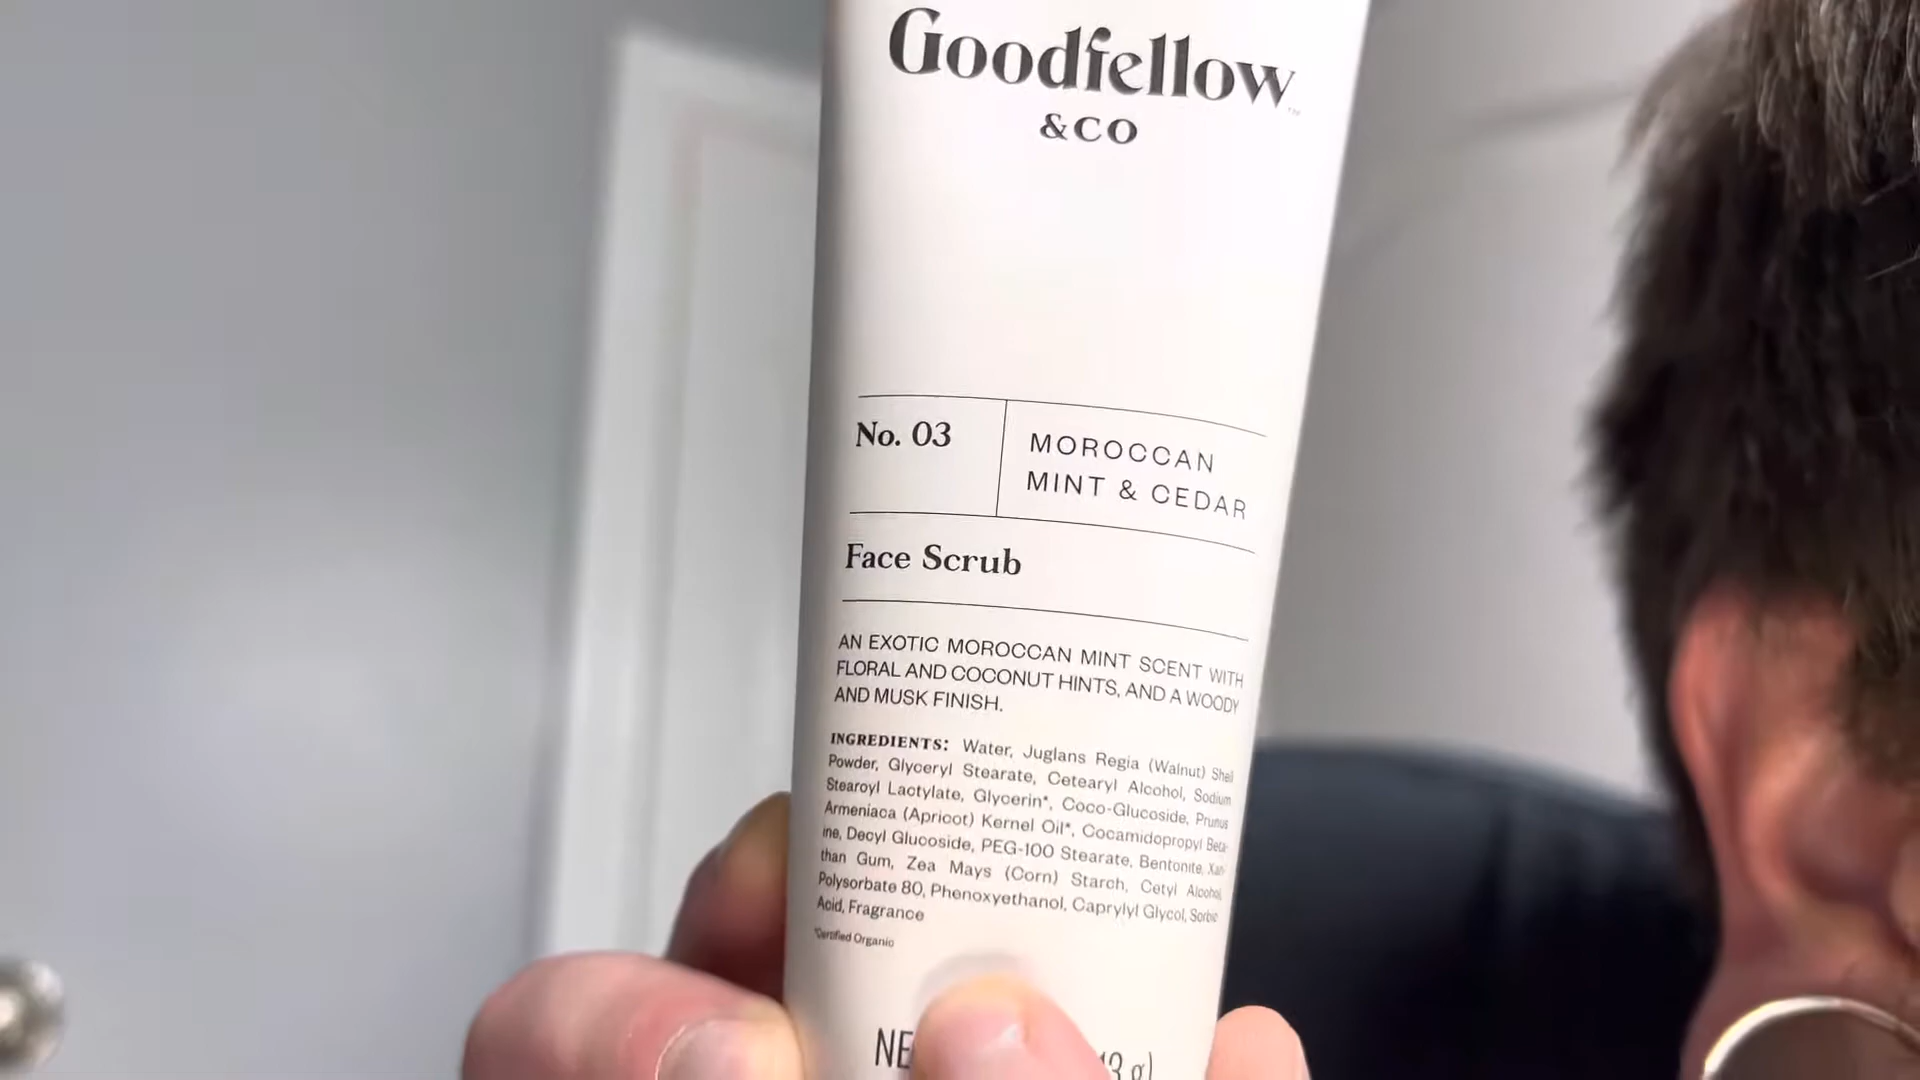 Goodfellow™
&CO
No. 03
MOROCCAN
MINT & CEDAR
Face Scrub
AN EXOTIC MOROCCAN MINT SCENT WITH
FLORAL AND COCONUT HINTS, AND A WOODY
AND MUSK FINISH.
INGREDIENTS: Water, Juglans Regia (Walnut) Shell
Powder, Glyceryl Stearate, Cetearyl Alcohol, Sodium
Stearoyl Lactylate, Glycerin*, Coco-Glucoside, Prunus
Armeniaca (Apricot) Kernel Oil*, Cocamidopropyl Beta-
ine, Decyl Glucoside, PEG-100 Stearate, Bentonite, Xan-
than Gum, Zea Mays (Corn) Starch, Cetyl Alcohol,
Polysorbate 80, Phenoxyethanol, Caprylyl Glycol, Sorbic
Acid, Fragrance
*Certified Organic
g)